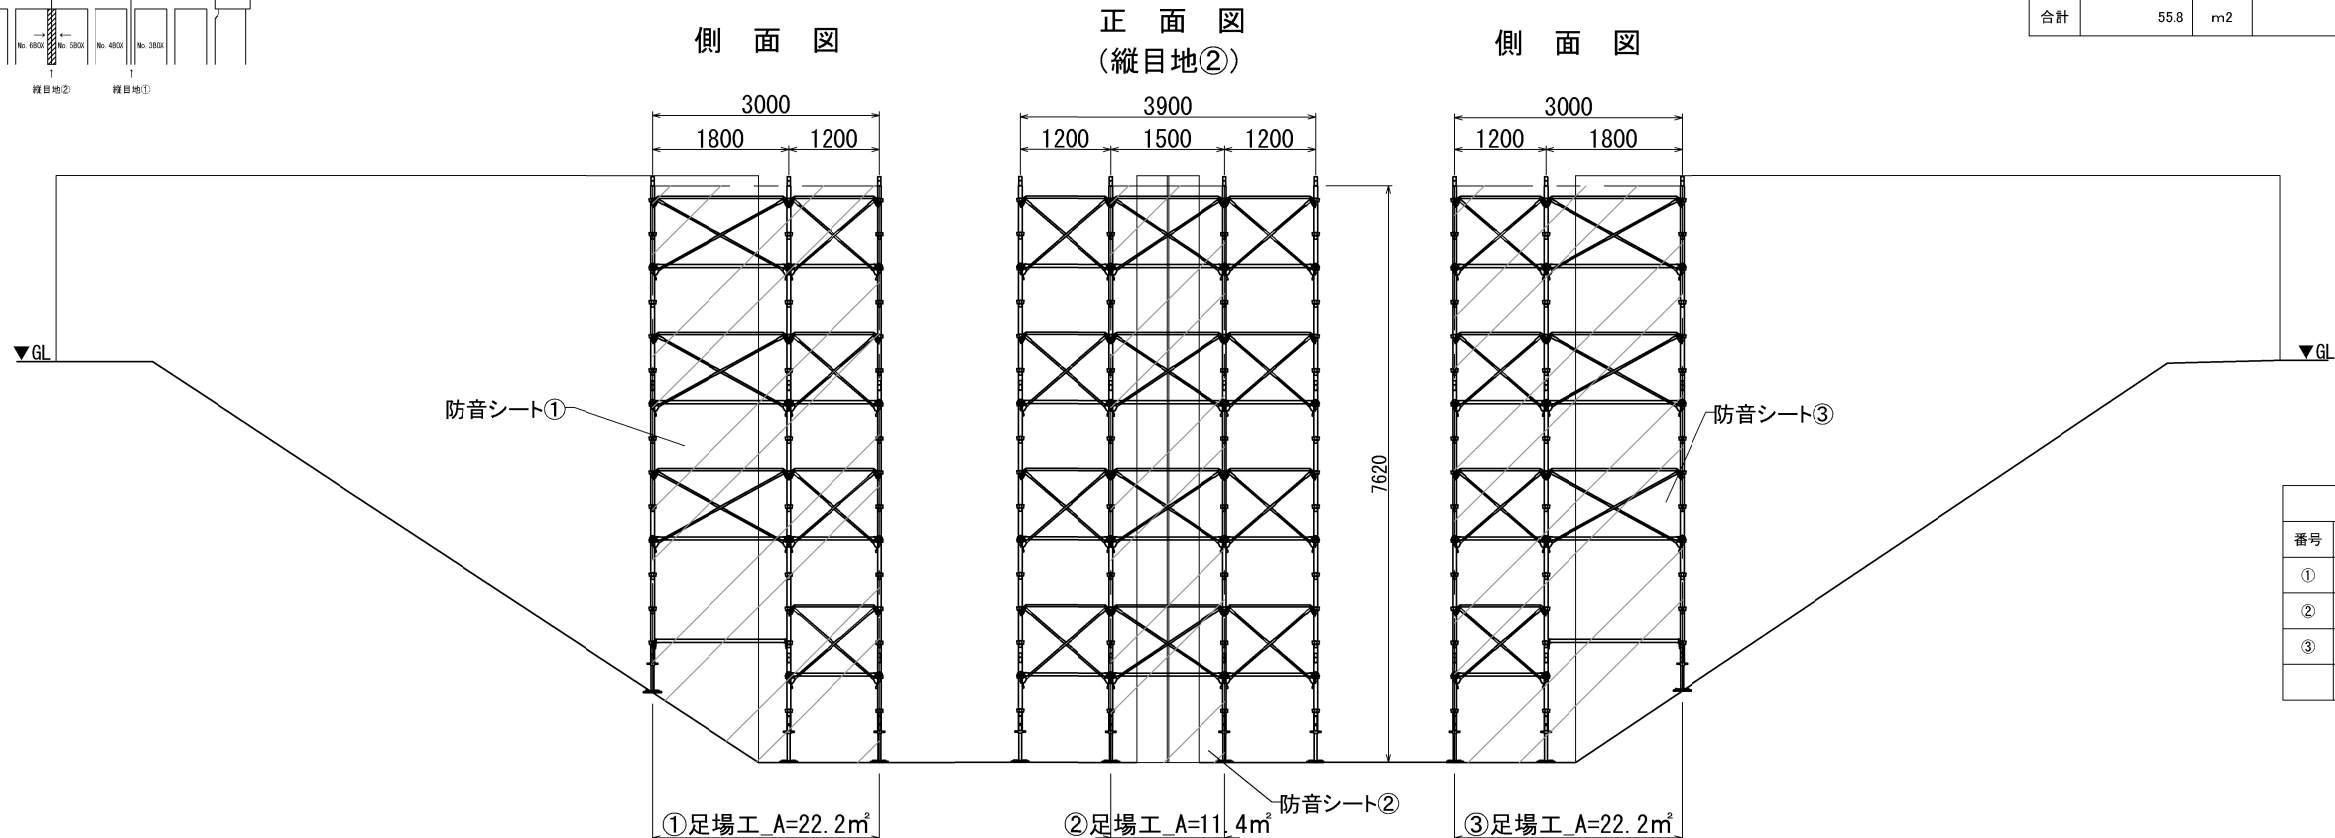 No. 6BOX
No. 5BOX
No. 4BOX
No. 3BOX
縦目地②
縦目地①
側 面 図
正 面 図
(縦目地②)
側 面 図
合計 55.8 m2
3000
1800 1200
3900
1200 1500 1200
3000
1200 1800
▼GL
▼GL
防音シート①
防音シート③
7620
番号
①
②
③
防音シート②
①足場工_A=22.2㎡
②足場工_A=11.4㎡
③足場工_A=22.2㎡